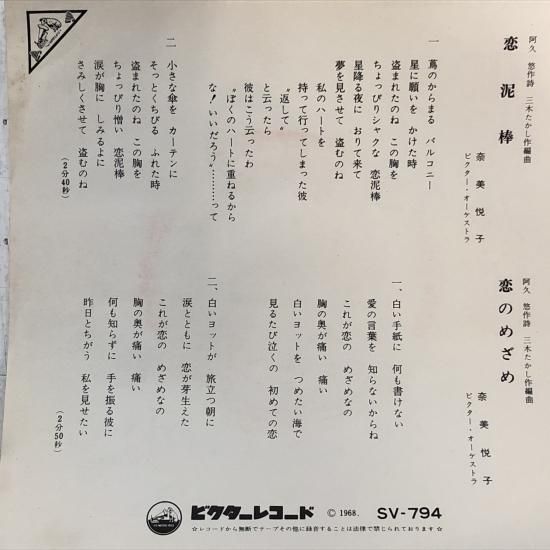 阿久 悠作詩 三木たかし作編曲
恋泥棒
奈美悦子
ビクター・オーケストラ
一 蔦のからまる バルコニー
星に願いを かけた時
盗まれたのね この胸を
ちょっぴりシャクな 恋泥棒
星降る夜に おりて来て
夢を見させて 盗むのね
私のハートを
持って行ってしまった彼
“返して”
と云ったら
彼はこう云ったわ
“ぼくのハートに重ねるから
な!いいだろう”………って
二 小さな傘を カーテンに
そっとくちびる ふれた時
盗まれたのね この胸を
ちょっぴり憎い 恋泥棒
涙が胸に しみるよに
さみしくさせて 盗むのね
(2分40秒)
阿久 悠作詩 三木たかし作編曲
恋のめざめ
奈美悦子
ビクター・オーケストラ
一、白い手紙に 何も書けない
愛の言葉を 知らないからね
これが恋の めざめなの
胸の奥が痛い 痛い
白いヨットを つめたい海で
見るたび泣くの 初めての恋
二、白いヨットが 旅立つ朝に
涙とともに 恋が芽生えた
これが恋の めざめなの
胸の奥が痛い 痛い
何も知らずに 手を振る彼に
昨日とちがう 私を見せたい
(2分50秒)
ビクターレコード ©1968. SV-794
☆レコードから無断でテープその他に録音することは法律で禁じられております☆